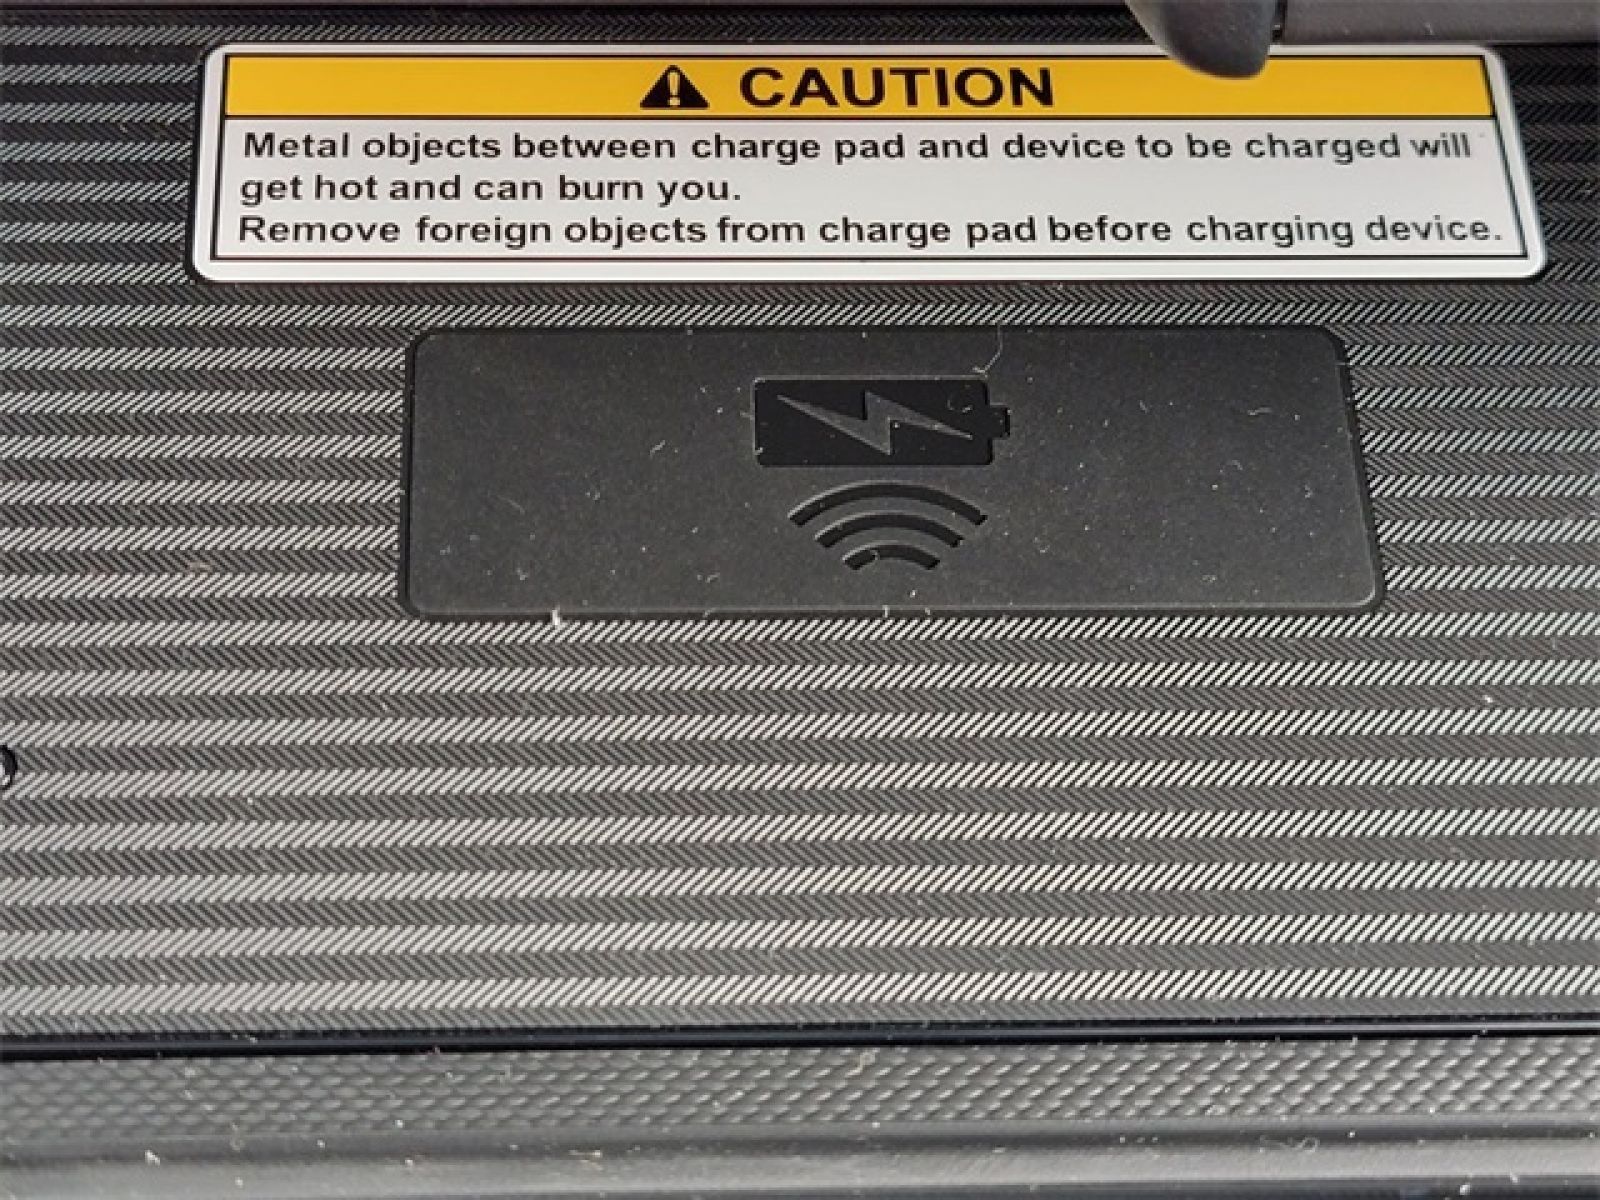 CAUTION
Metal objects between charge pad and device to be charged will
get hot and can burn you.
Remove foreign objects from charge pad before charging device.